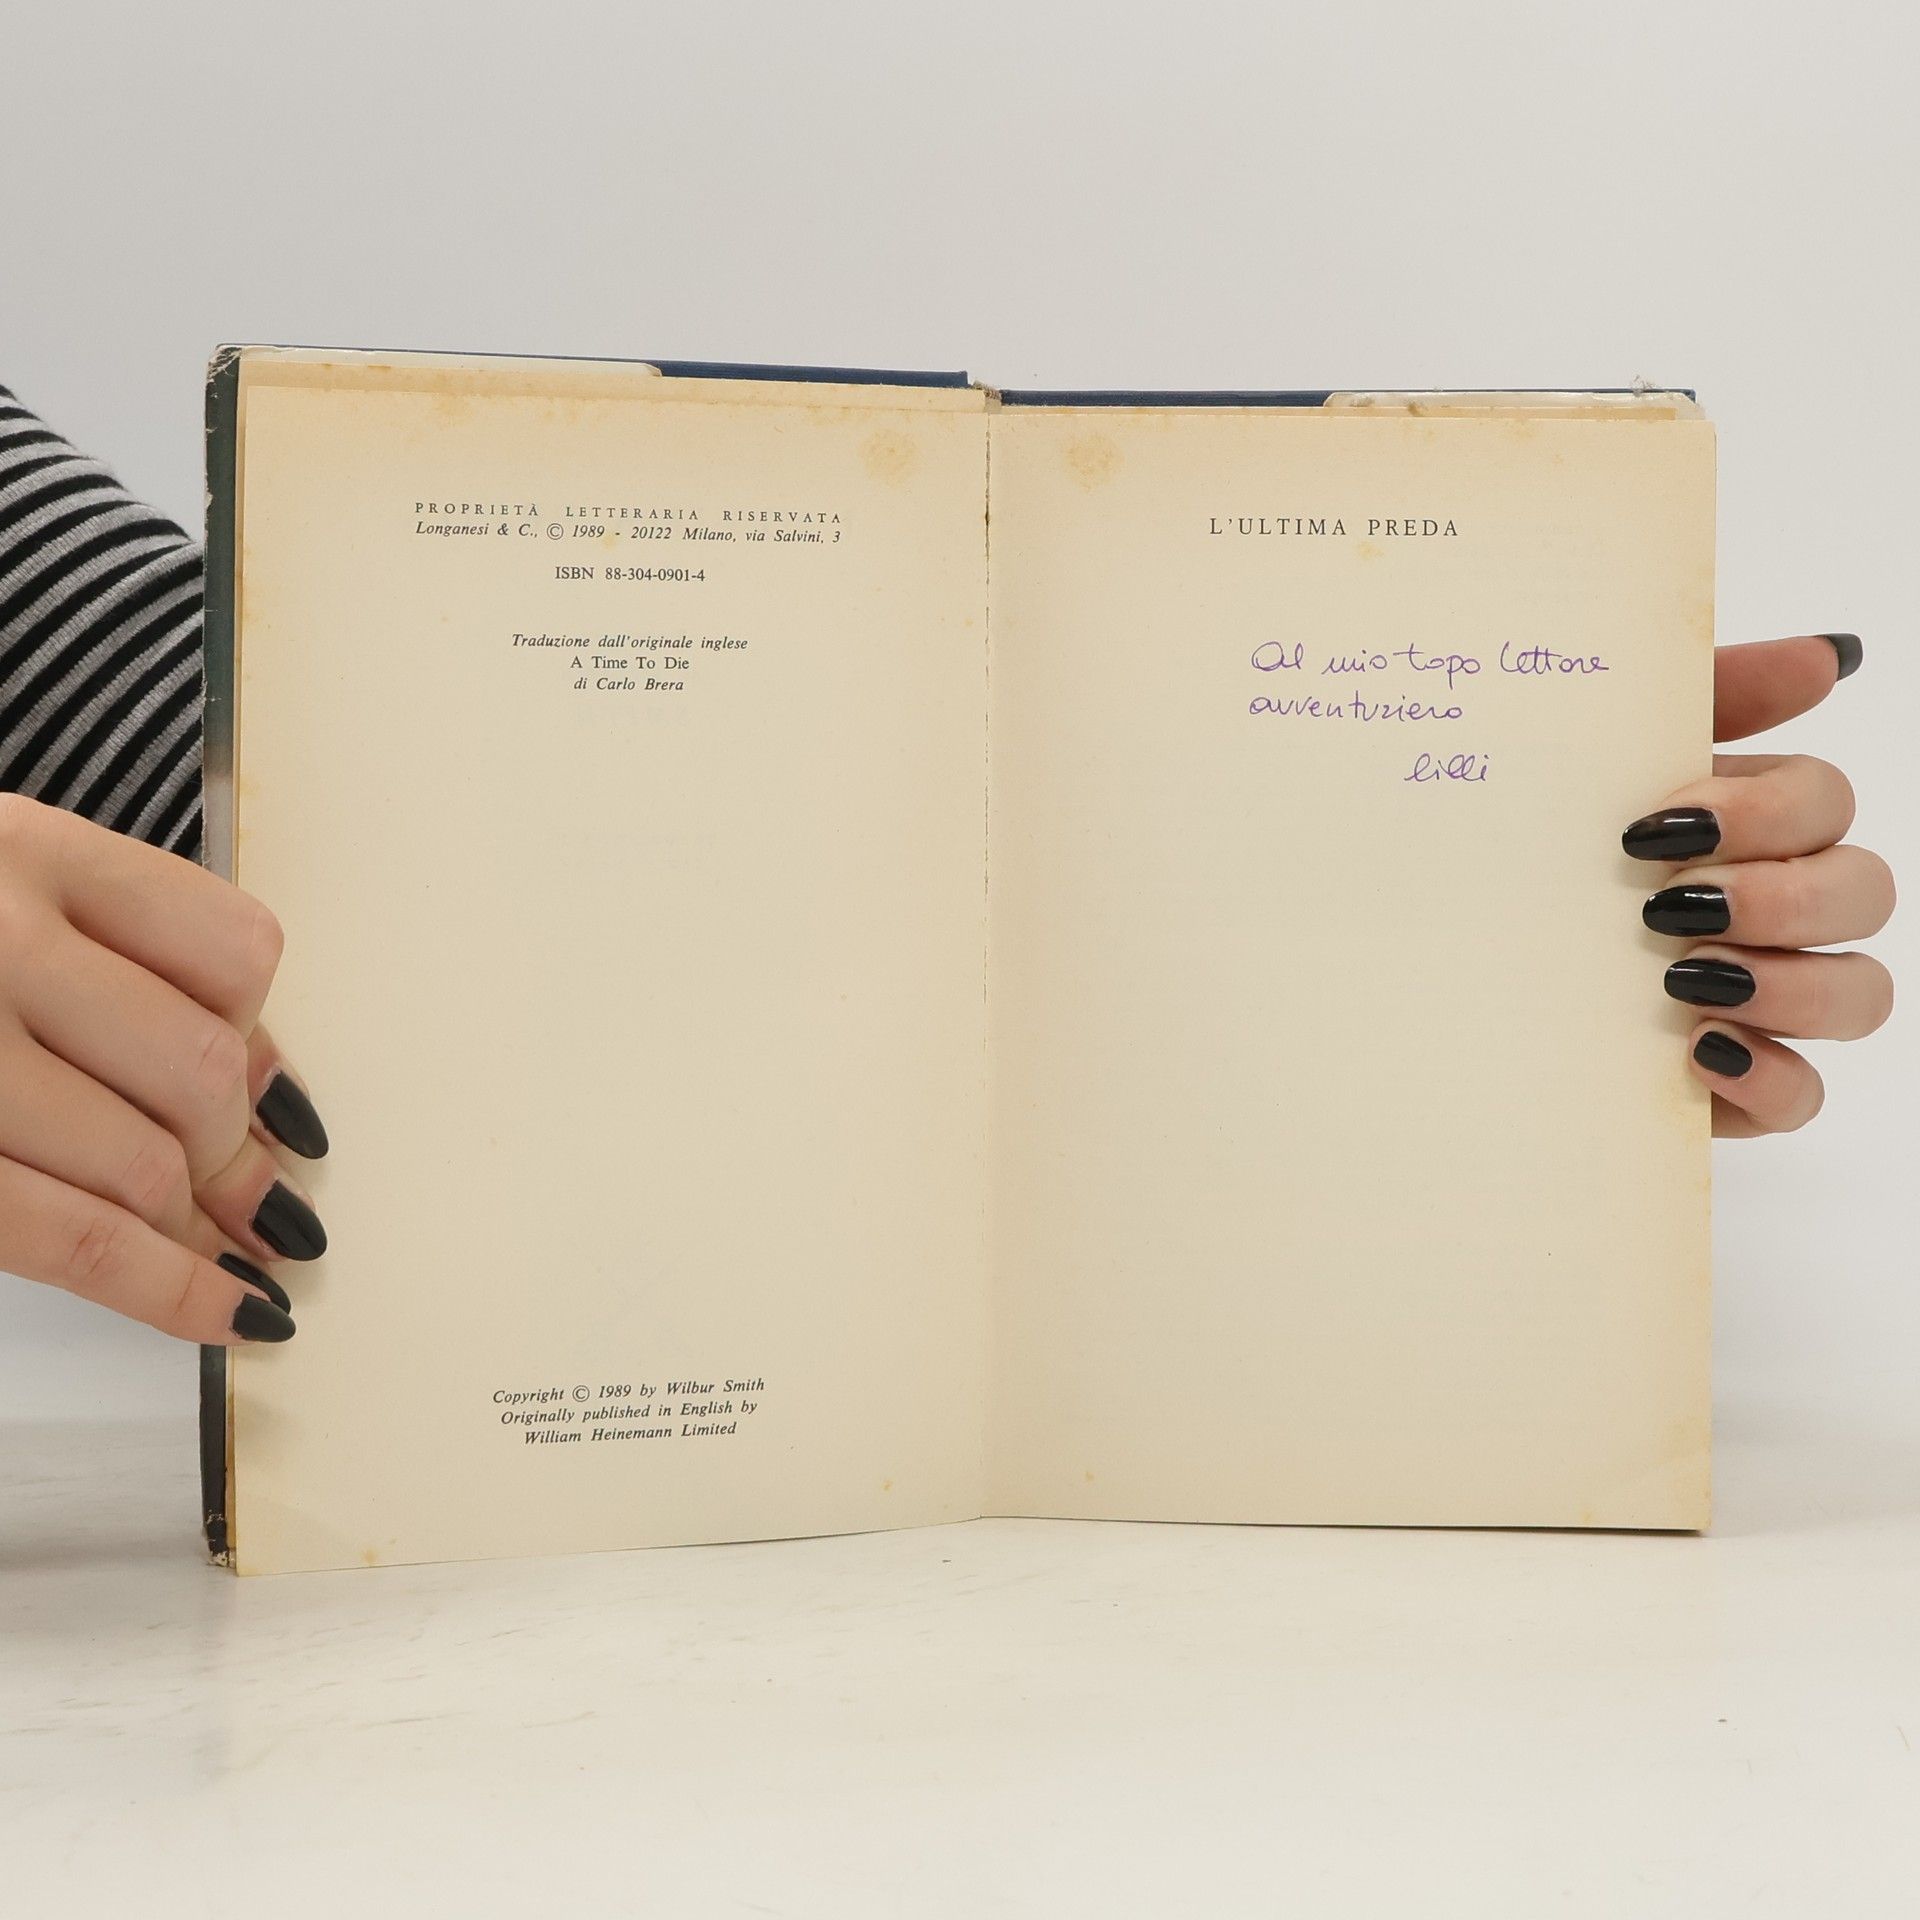 PROPRIETÀ LETTERARIA RISERVATA
Longanesi & C., © 1989 - 20122 Milano, via Salvini, 3
ISBN 88-304-0901-4
Traduzione dall'originale inglese
A Time To Die
di Carlo Brera
Copyright © 1989 by Wilbur Smith
Originally published in English by
William Heinemann Limited
L'ULTIMA PREDA
Al mio topo lettore
avventuriero
Lilli